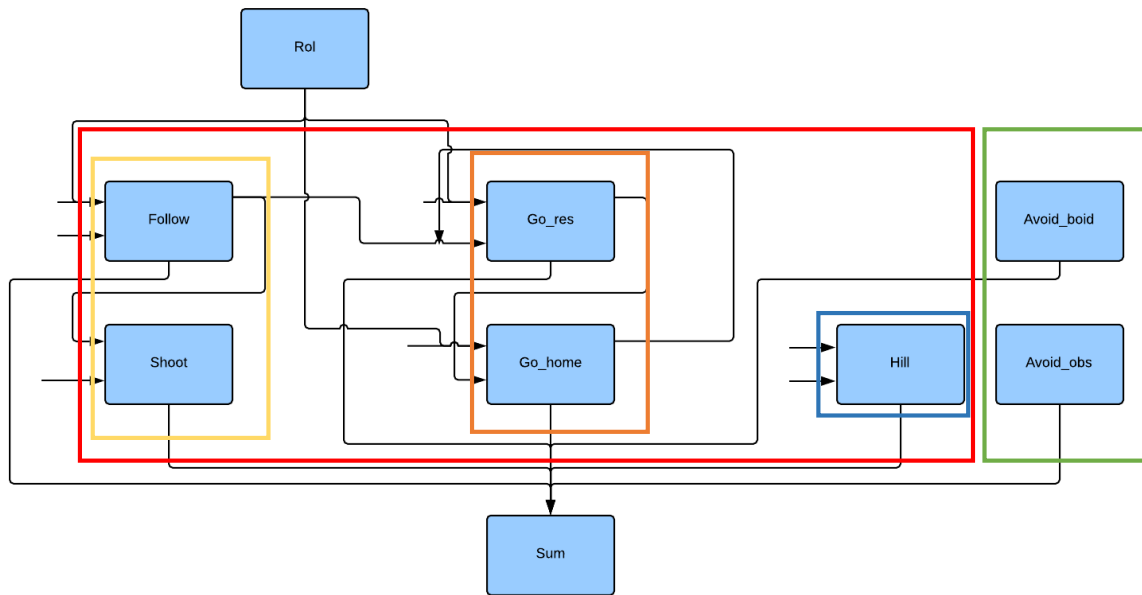 Rol
Follow
Go_res
Avoid_boid
Shoot
Go_home
Hill
Avoid_obs
Sum